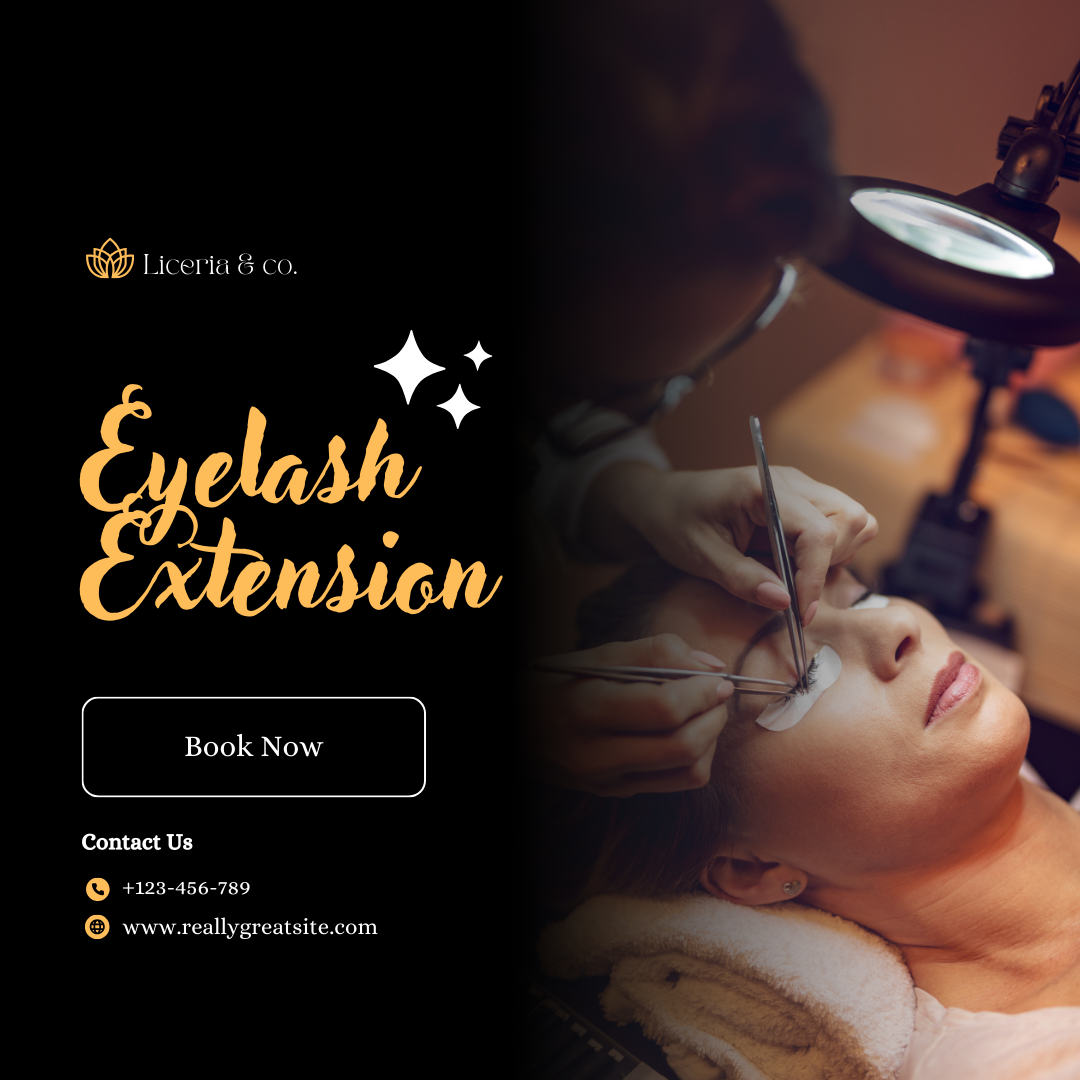 Liceria & co.
Eyelash
Extension
Book Now
Contact Us
+123-456-789
www.reallygreatsite.com